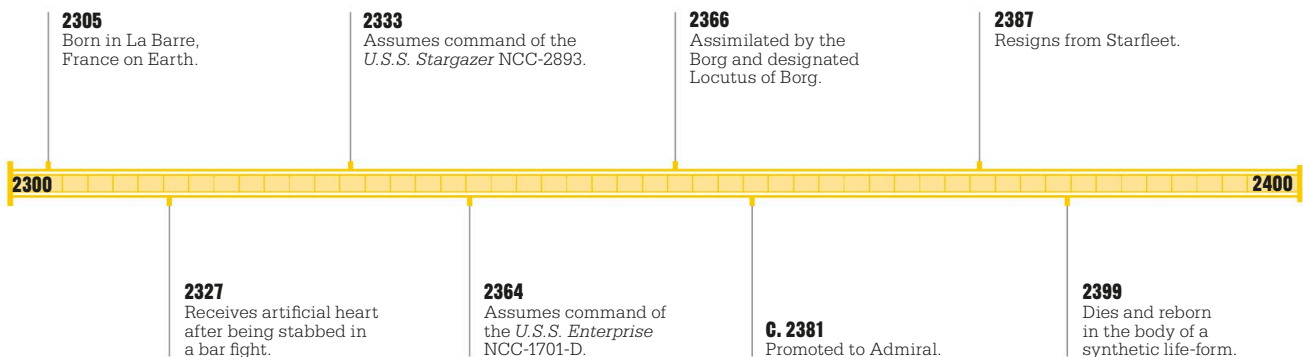 2305
Born in La Barre,
France on Earth.
2333
Assumes command of the
U.S.S. Stargazer NCC-2893.
2366
Assimilated by the
Borg and designated
Locutus of Borg.
2387
Resigns from Starfleet.
2300
2400
2327
Receives artificial heart
after being stabbed in
a bar fight.
2364
Assumes command of
the U.S.S. Enterprise
NCC-1701-D.
C. 2381
Promoted to Admiral.
2399
Dies and reborn
in the body of a
synthetic life-form.